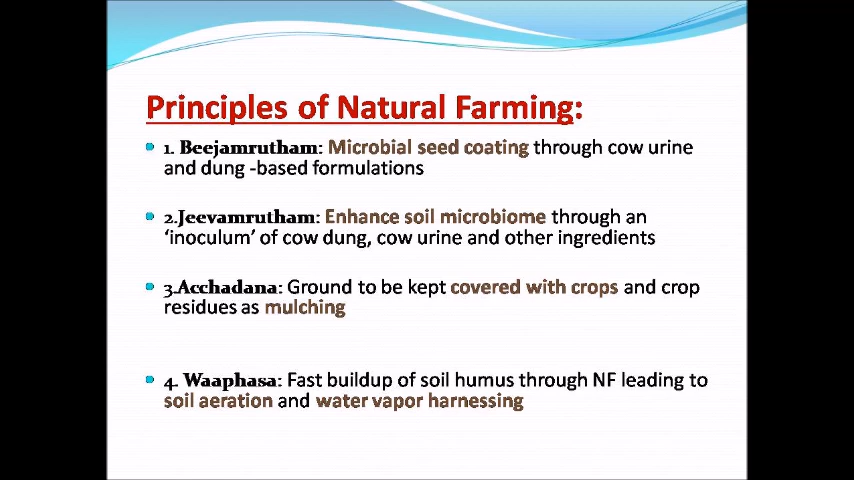 Principles of Natural Farming:
1. Beejamrutham: Microbial seed coating through cow urine
and dung -based formulations
2.Jeevamrutham: Enhance soil microbiome through an
‘inoculum’ of cow dung, cow urine and other ingredients
3.Acchadana: Ground to be kept covered with crops and crop
residues as mulching
4. Waaphasa: Fast buildup of soil humus through NF leading to
soil aeration and water vapor harnessing